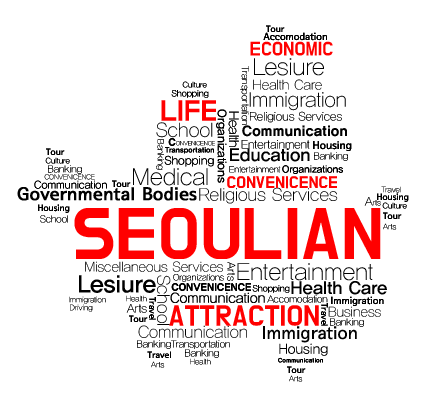 Tour
Accomodation
ECONOMIC
Lesiure
Transportation
Health Care
Culture
Shopping
Immigration
LIFE
Organizations
Health
Religious Services
School
Communication
Banking
CONVENICENCE
Transportation
Entertainment Housing
Tour
Culture
Shopping
Education Banking
Banking
Medical
Entertainment Organizations
CONVENICENCE
Communication Tour
CONVENICENCE
Travel
Governmental Bodies Religious Services
Arts
Housing
Culture
Housing
School
Tour
Arts
SEOULIAN
Miscellaneous Services
Arts
Entertainment
Lesiure
School
Organizations
CONVENICENCE Shopping Health Care
Immigration
Driving
Health
Travel
Communication Accomodation Immigration
Arts
Tour
ATTRACTION
Travel
Business
Banking
Communication
Immigration
Banking Transportation
Housing
Travel
Arts
Banking
Health
Communication
Tour
Arts